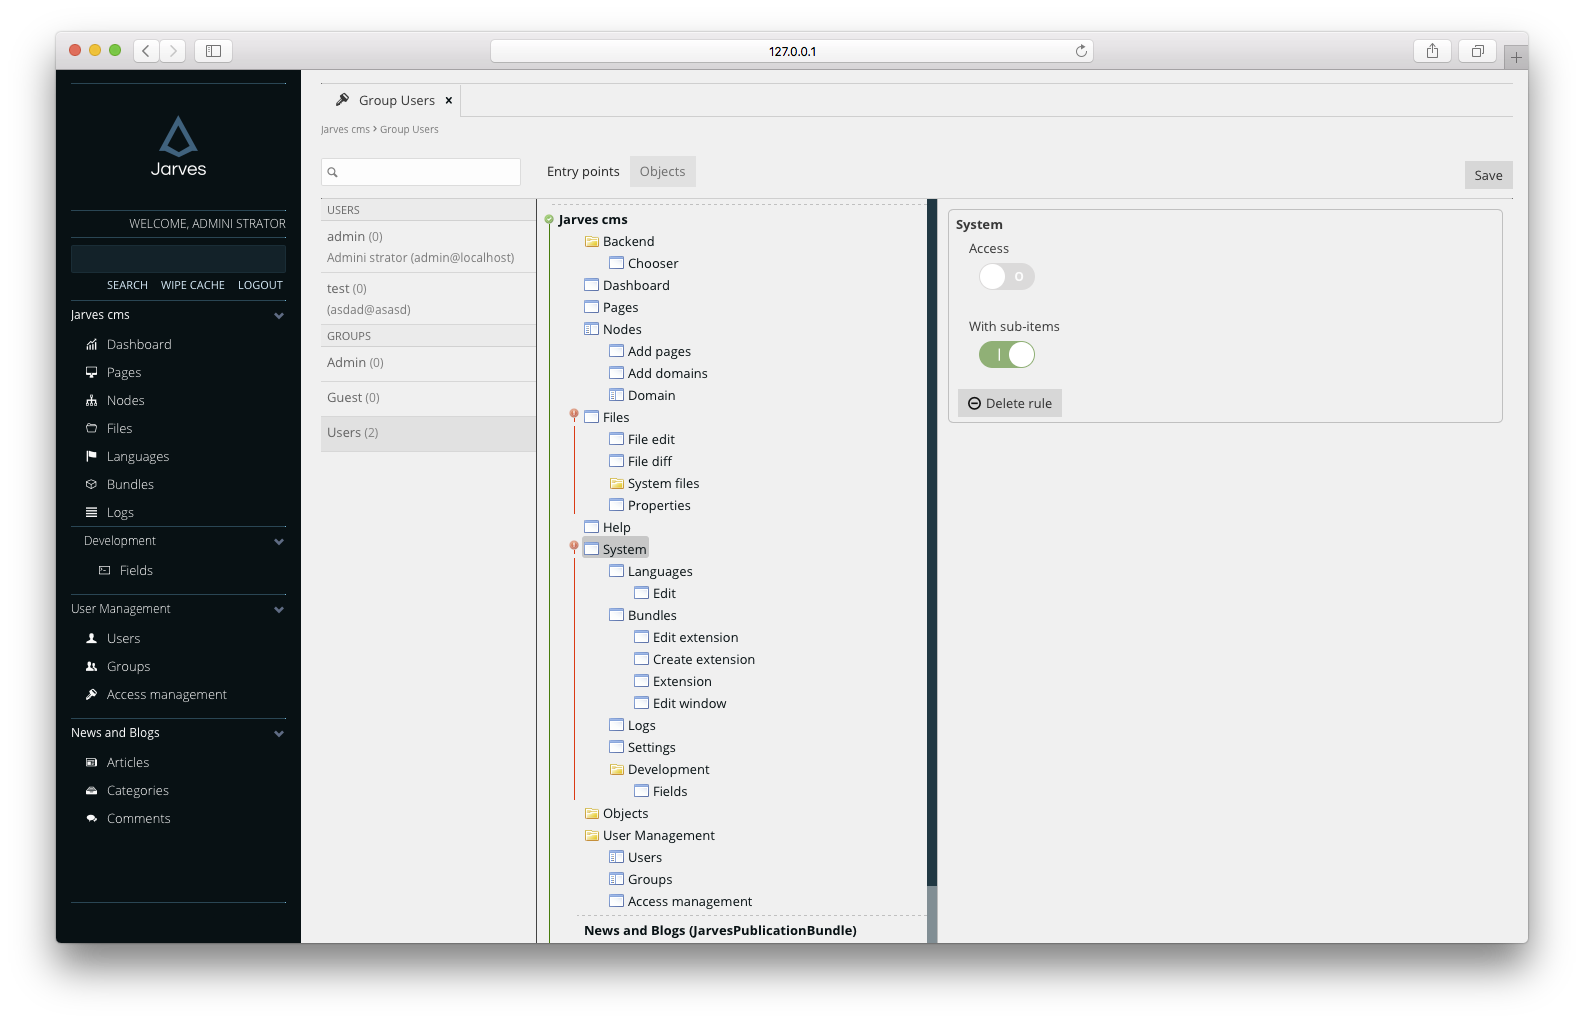 127.0.0.1
Jarves
WELCOME, ADMINI STRATOR
SEARCH WIPE CACHE LOGOUT
Jarves cms
Dashboard
Pages
Nodes
Files
Languages
Bundles
Logs
Development
Fields
User Management
Users
Groups
Access management
News and Blogs
Articles
Categories
Comments
Group Users x
Jarves cms > Group Users
Entry points Objects
Save
USERS
admin (0)
Admini strator (admin@localhost)
test (0)
(asdad@asasd)
GROUPS
Admin (0)
Guest (0)
Users (2)
Jarves cms
Backend
Chooser
Dashboard
Pages
Nodes
Add pages
Add domains
Domain
Files
File edit
File diff
System files
Properties
Help
System
Languages
Edit
Bundles
Edit extension
Create extension
Extension
Edit window
Logs
Settings
Development
Fields
Objects
User Management
Users
Groups
Access management
News and Blogs (JarvesPublicationBundle)
System
Access
With sub-items
Delete rule